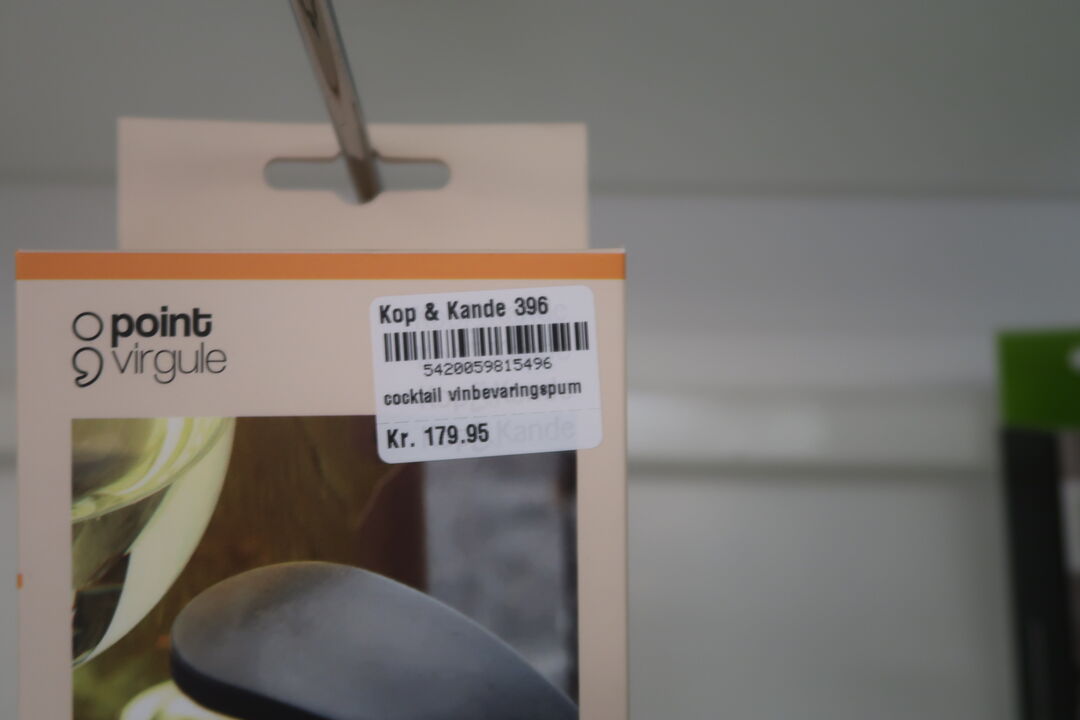 point
virgule
Kop & Kande 396
5420059815496
cocktail vinbevaringspum
Kr. 179.95